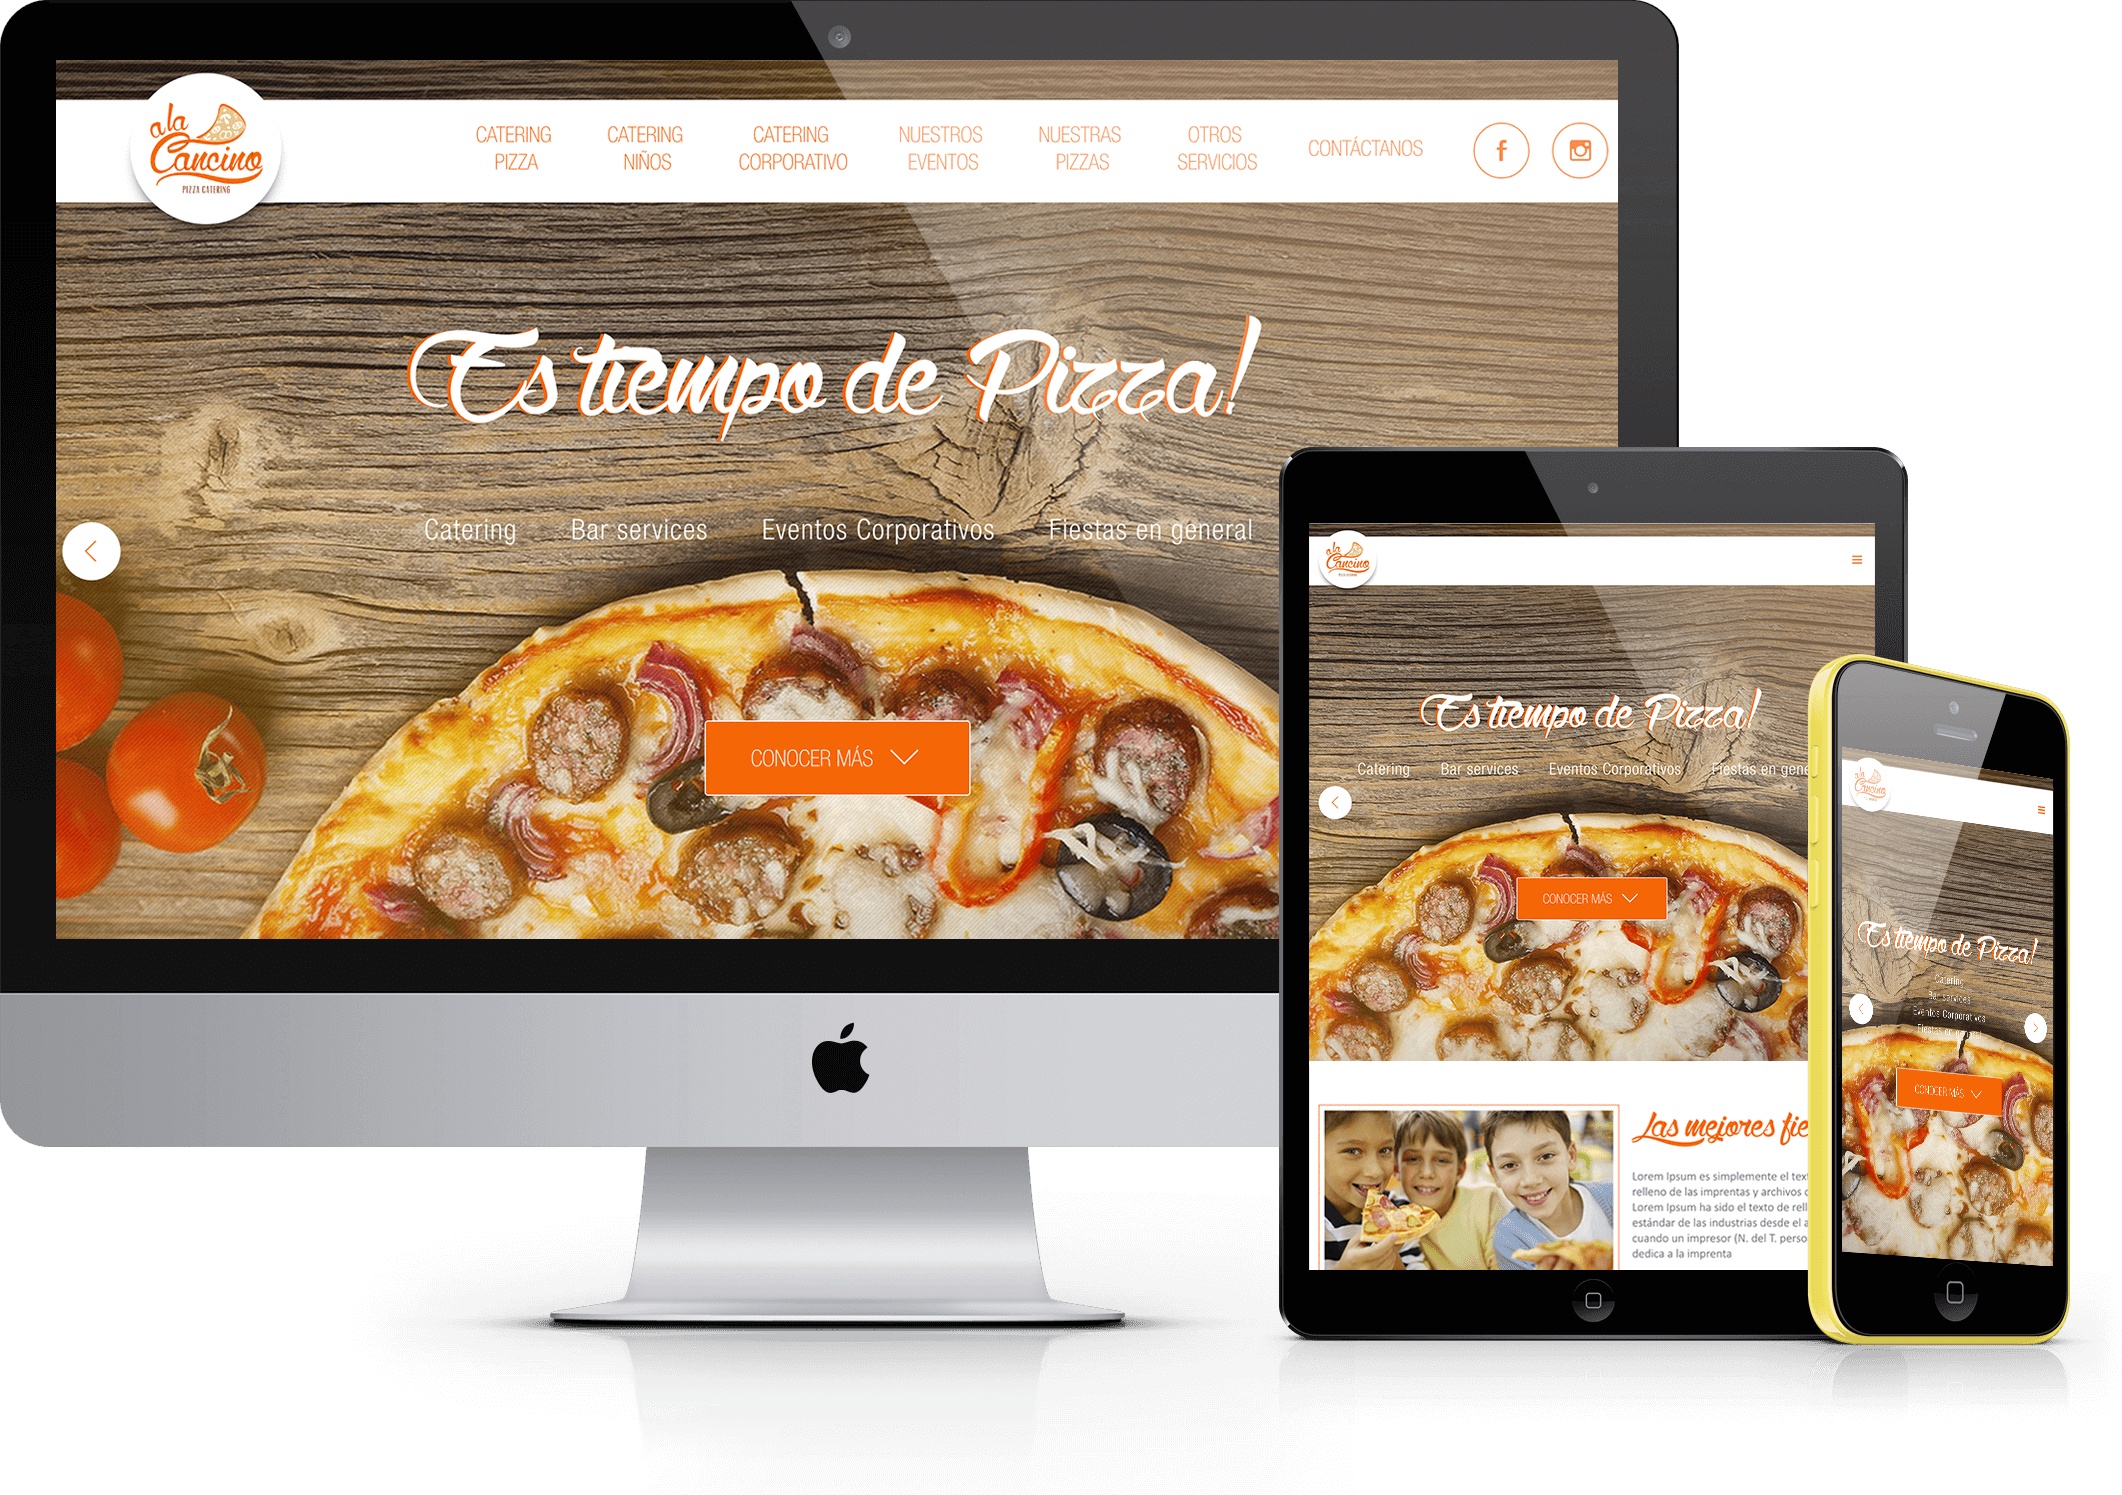 a la
Cancino
PIZZA CATERING
CATERING
PIZZA
CATERING
NIÑOS
CATERING
CORPORATIVO
NUESTROS
EVENTOS
NUESTRAS
PIZZAS
OTROS
SERVICIOS
CONTÁCTANOS
f
Es tiempo de Pizza!
Catering Bar services Eventos Corporativos Fiestas en general
CONOCER MÁS
a la
Cancino
Es tiempo de Pizza!
Catering Bar services Eventos Corporativos Fiestas en gene
CONOCER MÁS
Las mejores fie
Lorem Ipsum es simplemente el tex
relleno de las imprentas y archivos
Lorem Ipsum ha sido el texto de rell
estándar de las industrias desde el a
cuando un impresor (N. del T. perso
dedica a la imprenta
a la
Cancino
Es tiempo de Pizza!
Catering
Bar services
Eventos Corporativos
Fiestas en
CONOCER MÁS